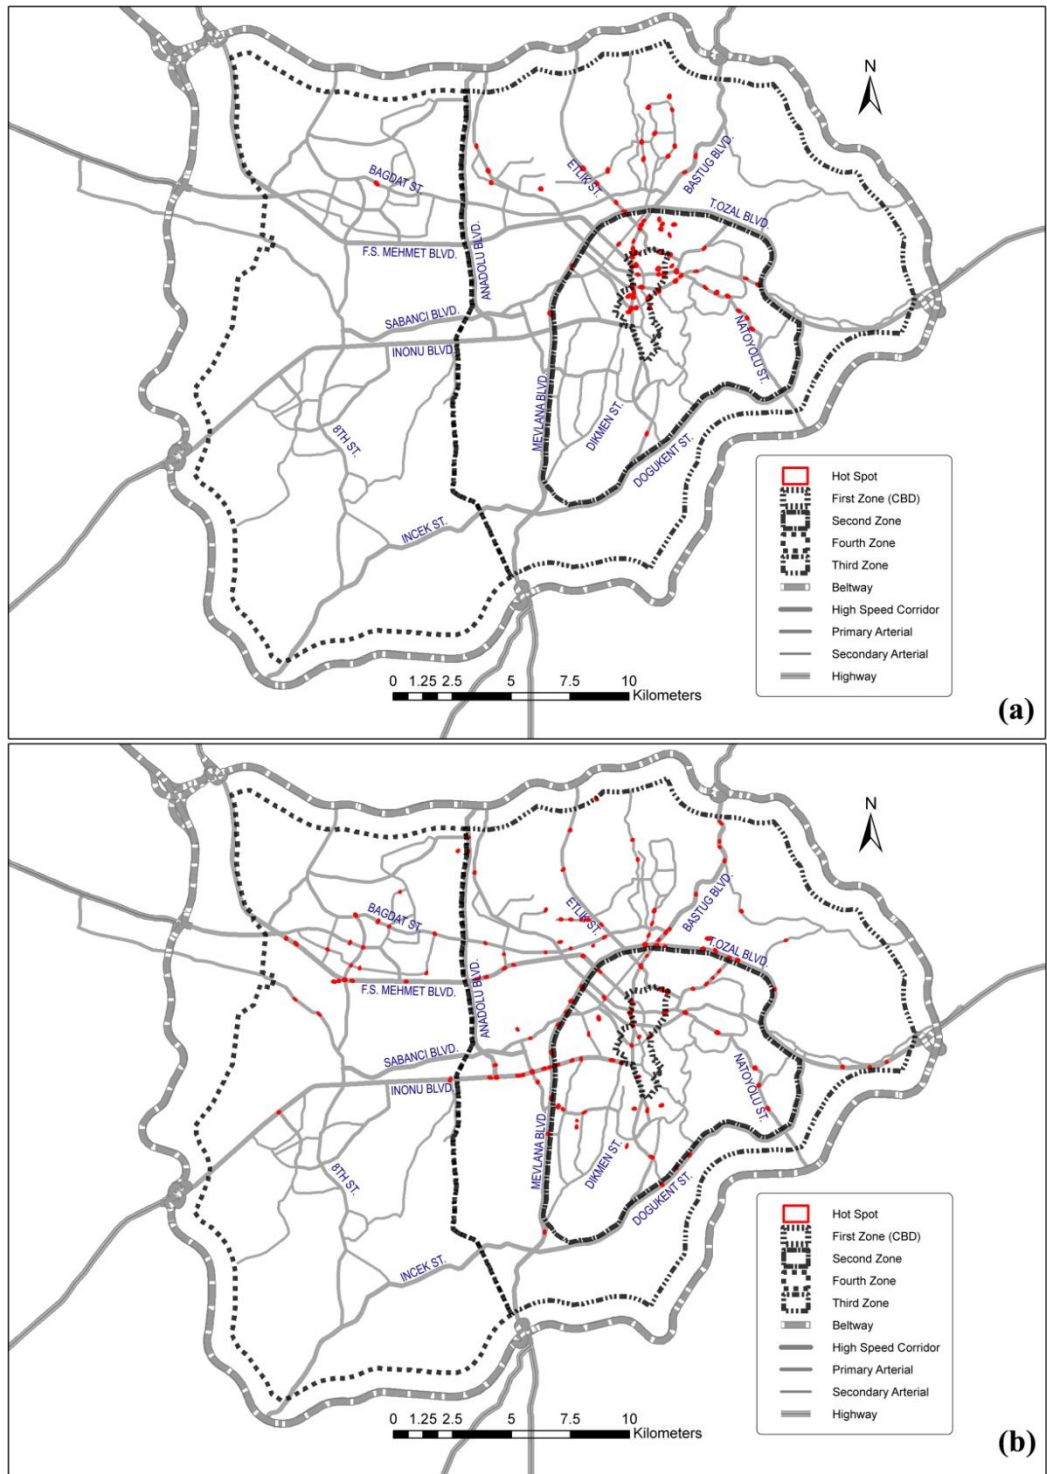 N
BAGDAT ST.
ETLIK ST.
BASTUG BLVD.
T.OZAL BLVD.
F.S. MEHMET BLVD.
ANADOLU BLVD.
SABANCI BLVD.
INONU BLVD.
NATOYOLU ST.
MEVLANA BLVD.
DIKMEN ST.
8TH ST.
DOGUKENT ST.
INCEK ST.
Hot Spot
First Zone (CBD)
Second Zone
Fourth Zone
Third Zone
Beltway
High Speed Corridor
Primary Arterial
Secondary Arterial
Highway
0 1.25 2.5 5 7.5 10
Kilometers
(a)
N
BAGDAT ST.
ETLIK ST.
BASTUG BLVD.
T.OZAL BLVD.
F.S. MEHMET BLVD.
ANADOLU BLVD.
SABANCI BLVD.
INONU BLVD.
NATOYOLU ST.
MEVLANA BLVD.
DIKMEN ST.
8TH ST.
DOGUKENT ST.
INCEK ST.
Hot Spot
First Zone (CBD)
Second Zone
Fourth Zone
Third Zone
Beltway
High Speed Corridor
Primary Arterial
Secondary Arterial
Highway
0 1.25 2.5 5 7.5 10
Kilometers
(b)